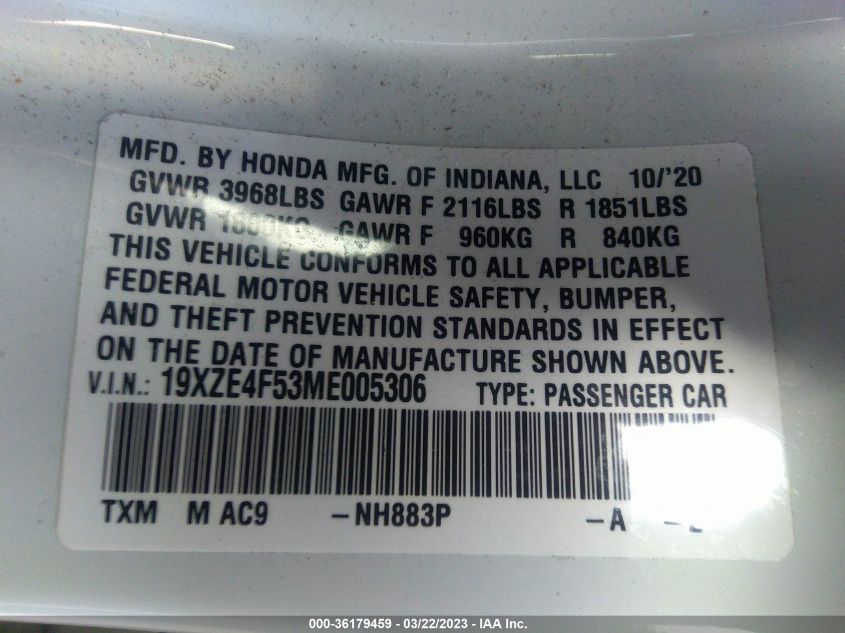 MFD. BY HONDA MFG. OF INDIANA, LLC 10/'20
GVWR 3968LBS GAWR F 2116LBS R 1851LBS
GVWR GAWR F 960KG R 840KG
THIS VEHICLE CONFORMS TO ALL APPLICABLE
FEDERAL MOTOR VEHICLE SAFETY, BUMPER,
AND THEFT PREVENTION STANDARDS IN EFFECT
ON THE DATE OF MANUFACTURE SHOWN ABOVE.
V.I.N.: 19XZE4F53ME005306 TYPE: PASSENGER CAR
TXM M AC9 –NH883P –A
000-36179459 - 03/22/2023 - IAA Inc.